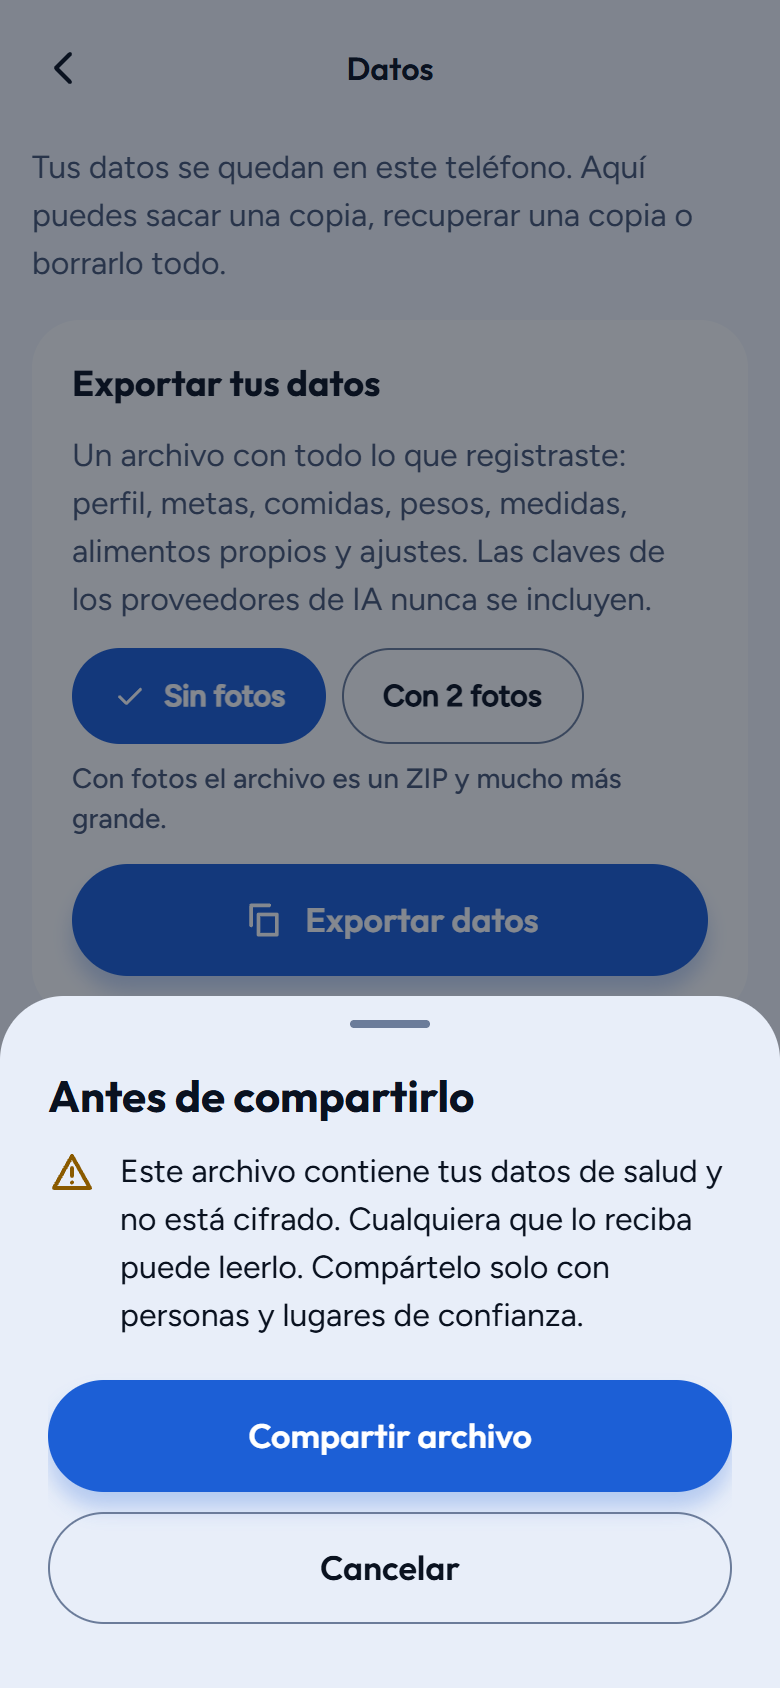 Datos
Tus datos se quedan en este teléfono. Aquí
puedes sacar una copia, recuperar una copia o
borrarlo todo.
Exportar tus datos
Un archivo con todo lo que registraste:
perfil, metas, comidas, pesos, medidas,
alimentos propios y ajustes. Las claves de
los proveedores de IA nunca se incluyen.
Sin fotos
Con 2 fotos
Con fotos el archivo es un ZIP y mucho más
grande.
Exportar datos
Antes de compartirlo
Este archivo contiene tus datos de salud y
no está cifrado. Cualquiera que lo reciba
puede leerlo. Compártelo solo con
personas y lugares de confianza.
Compartir archivo
Cancelar